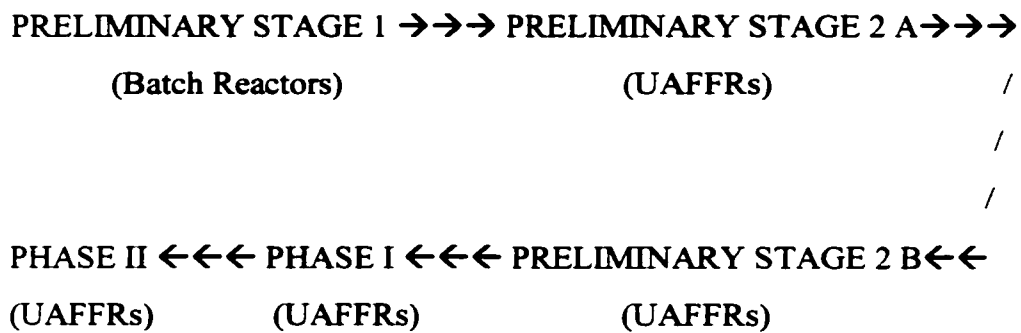 PRELIMINARY STAGE 1 →→→ PRELIMINARY STAGE 2 A→→→
(Batch Reactors) (UAFFRs) /
/
/
PHASE II ←←← PHASE I ←←← PRELIMINARY STAGE 2 B←←
(UAFFRs) (UAFFRs) (UAFFRs)